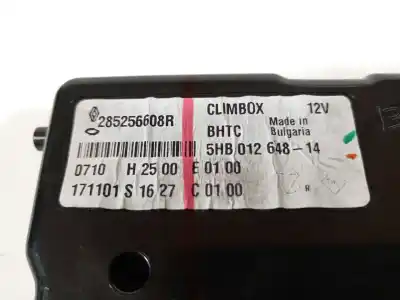 285256608R CLIMBOX 12V
BHTC Made in
Bulgaria
5HB 012 648-14
0710 H 25 00 E 01 00
171101 S 16 27 C 01 00
R